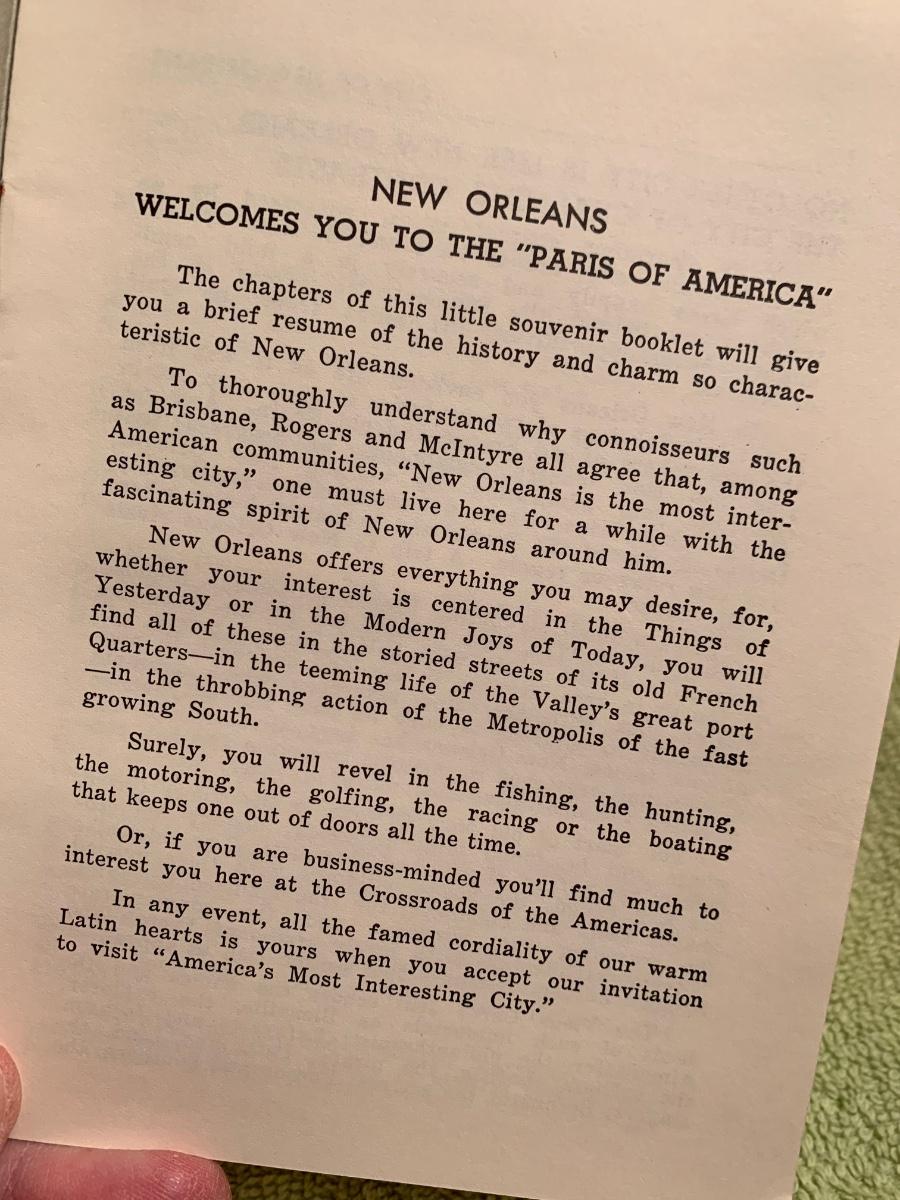 NEW ORLEANS
WELCOMES YOU TO THE "PARIS OF AMERICA"
The chapters of this little souvenir booklet will give
you a brief resume of the history and charm so charac-
teristic of New Orleans.
To thoroughly understand why connoisseurs such
as Brisbane, Rogers and McIntyre all agree that, among
American communities, “New Orleans is the most inter-
esting city,” one must live here for a while with the
fascinating spirit of New Orleans around him.
New Orleans offers everything you may desire, for,
whether your interest is centered in the Things of
Yesterday or in the Modern Joys of Today, you will
find all of these in the storied streets of its old French
Quarters—in the teeming life of the Valley’s great port
—in the throbbing action of the Metropolis of the fast
growing South.
Surely, you will revel in the fishing, the hunting,
the motoring, the golfing, the racing or the boating
that keeps one out of doors all the time.
Or, if you are business-minded you’ll find much to
interest you here at the Crossroads of the Americas.
In any event, all the famed cordiality of our warm
Latin hearts is yours when you accept our invitation
to visit “America’s Most Interesting City.”